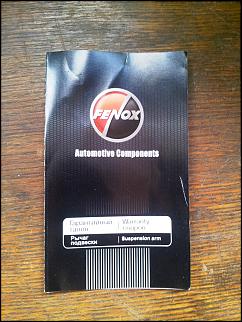 FENOX
Automotive Components
Гарантийный
талон
Warranty
coupon
Рычаг
подвески
Suspension arm